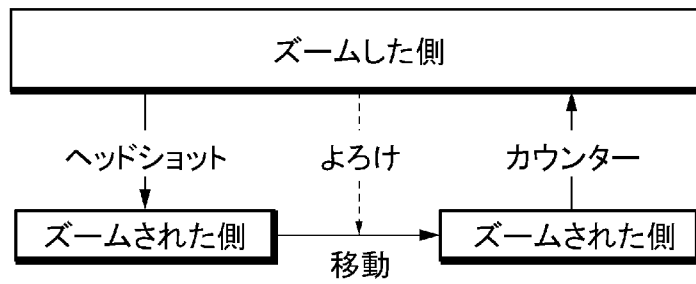 ズームした側
ヘッドショット
よろけ
カウンター
ズームされた側
ズームされた側
移動